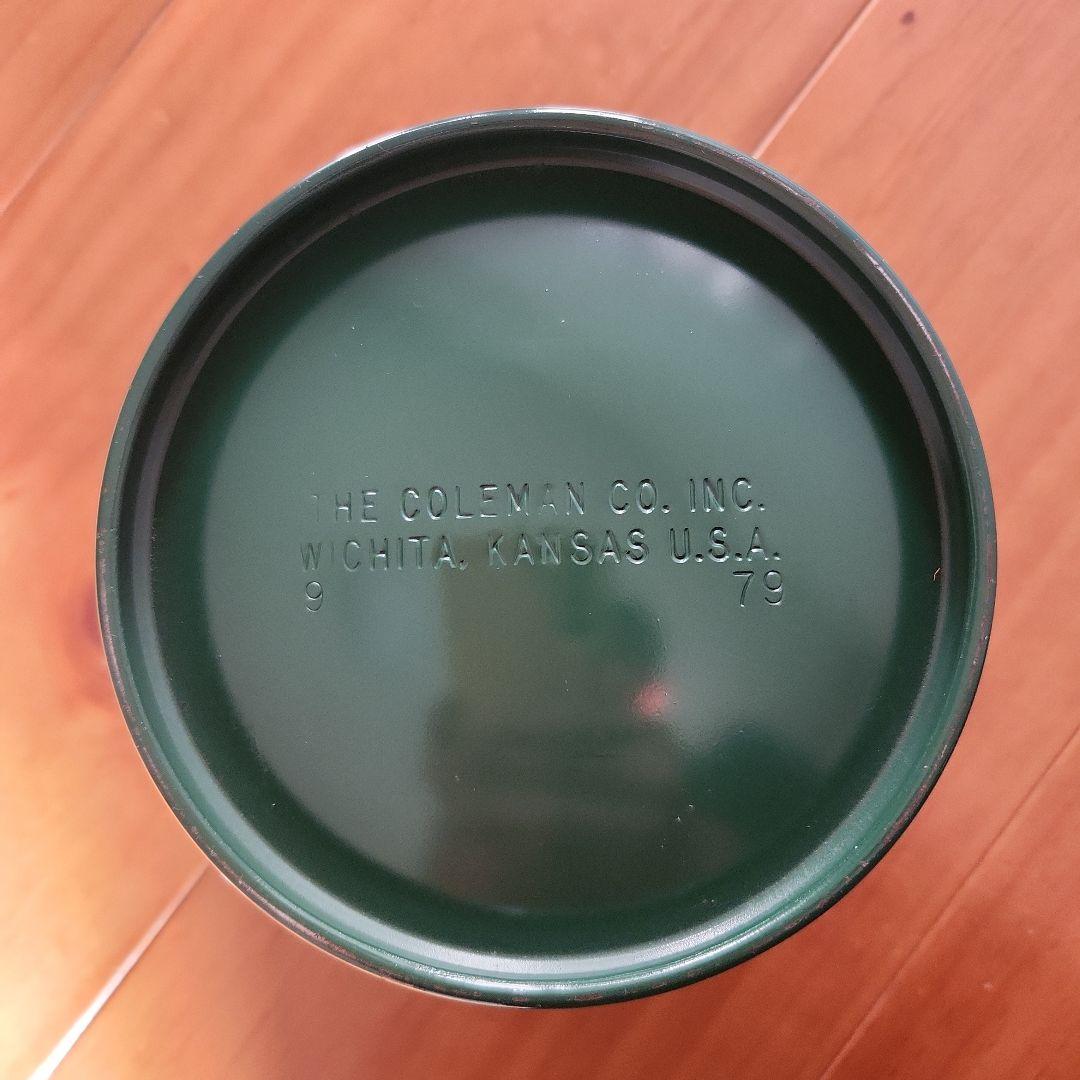 THE COLEMAN CO. INC.
WICHITA, KANSAS U.S.A.
9 79